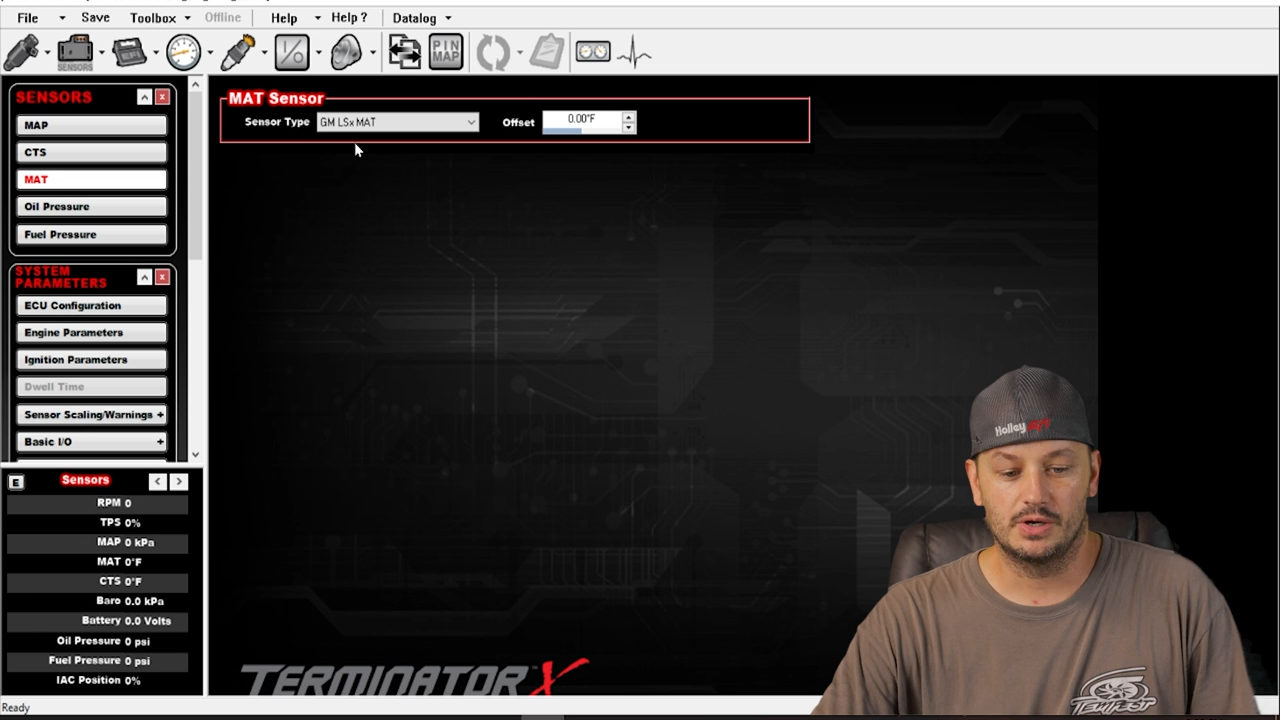 File Save Toolbox Offline Help Help ? Datalog
SENSORS
EFI
I/O
PIN
MAP
SENSORS
MAP
CTS
MAT
Oil Pressure
Fuel Pressure
SYSTEM
PARAMETERS
ECU Configuration
Engine Parameters
Ignition Parameters
Dwell Time
Sensor Scaling/Warnings +
Basic I/O +
E Sensors < >
RPM 0
TPS 0%
MAP 0 kPa
MAT 0°F
CTS 0°F
Baro 0.0 kPa
Battery 0.0 Volts
Oil Pressure 0 psi
Fuel Pressure 0 psi
IAC Position 0%
Ready
MAT Sensor
Sensor Type GM LSx MAT Offset 0.00°F
TERMINATOR X
Holley EFI
TEMPEST